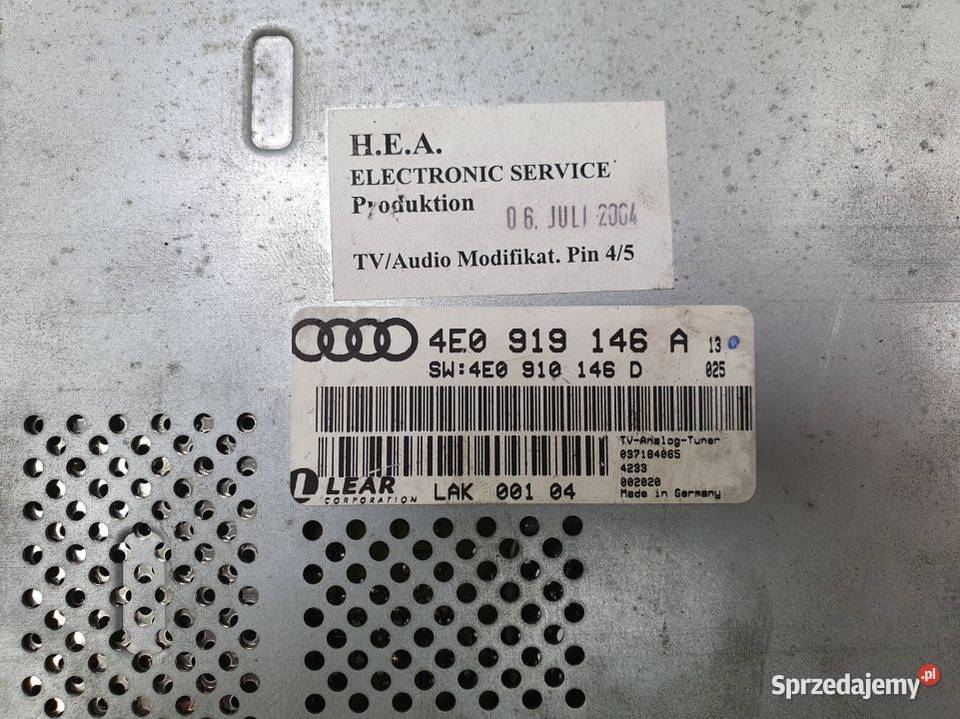 H.E.A.
ELECTRONIC SERVICE
Produktion
06. JULI 2004
TV/Audio Modifikat. Pin 4/5
4E0 919 146 A 13
SW:4E0 910 146 D 025
TV-Analog-Tuner
037184065
4233
002020
Made in Germany
LEAR
CORPORATION
LAK 001 04
Sprzedajemy.pl